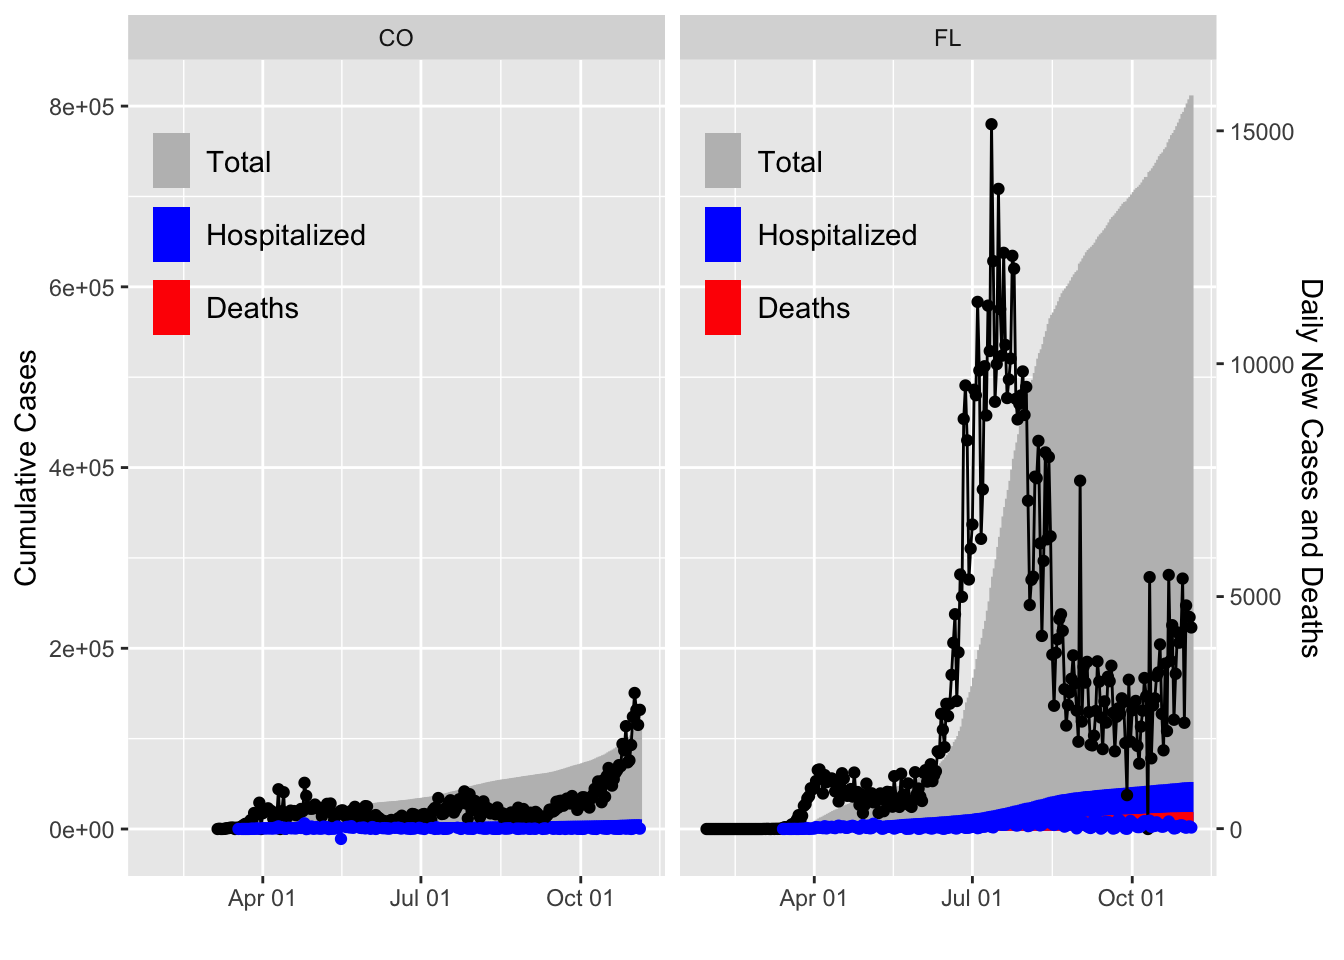 CO
FL
8e+05
6e+05
4e+05
2e+05
0e+00
Cumulative Cases
Total
Hospitalized
Deaths
Total
Hospitalized
Deaths
15000
10000
5000
0
Daily New Cases and Deaths
Apr 01
Jul 01
Oct 01
Apr 01
Jul 01
Oct 01